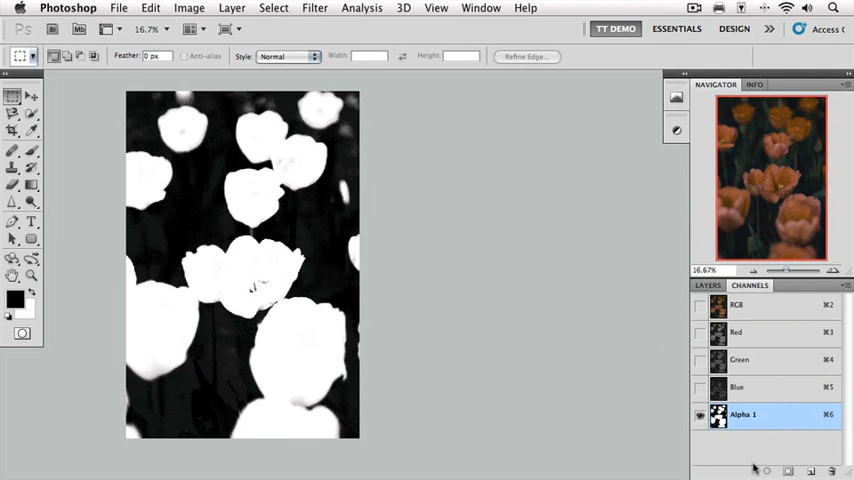 Photoshop File Edit Image Layer Select Filter Analysis 3D View Window Help
Ps Br Mb 16.7% TT DEMO ESSENTIALS DESIGN » Access
Feather: 0 px Anti-alias Style: Normal Width: Height: Refine Edge...
NAVIGATOR INFO
16.67%
LAYERS CHANNELS
RGB ⌘2
Red ⌘3
Green ⌘4
Blue ⌘5
Alpha 1 ⌘6